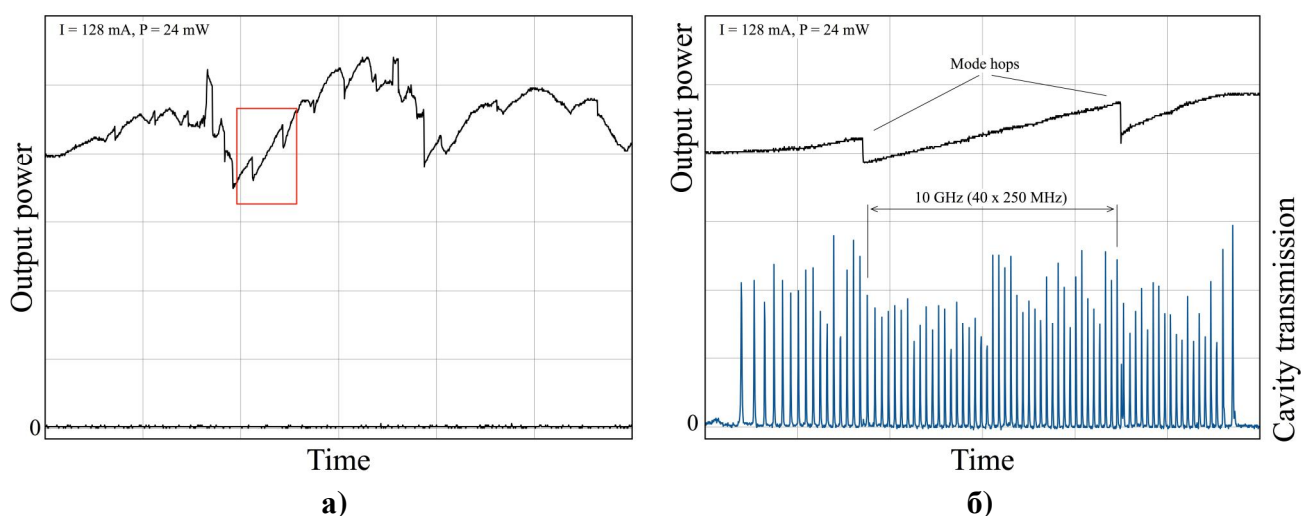 I = 128 mA, P = 24 mW
Output power
0
Time
а)
I = 128 mA, P = 24 mW
Mode hops
Output power
10 GHz (40 x 250 MHz)
Cavity transmission
0
Time
б)